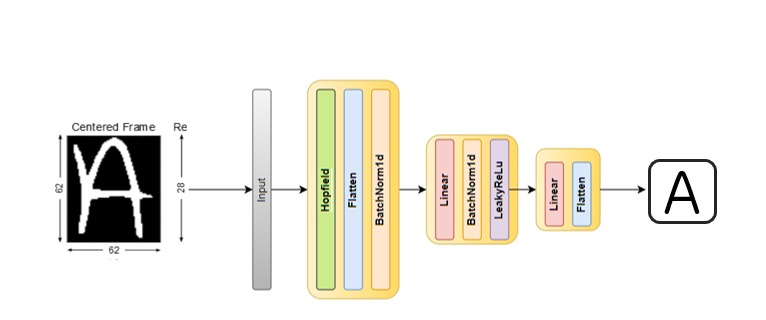 Centered Frame
Re
62
62
28
Input
Hopfield
Flatten
BatchNorm1d
Linear
BatchNorm1d
LeakyReLu
Linear
Flatten
A
A